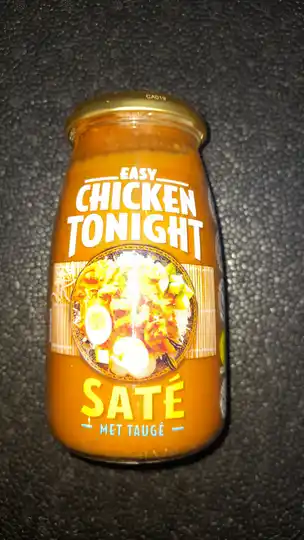 EASY
CHICKEN
TONIGHT
SATÉ
MET TAUGÉ